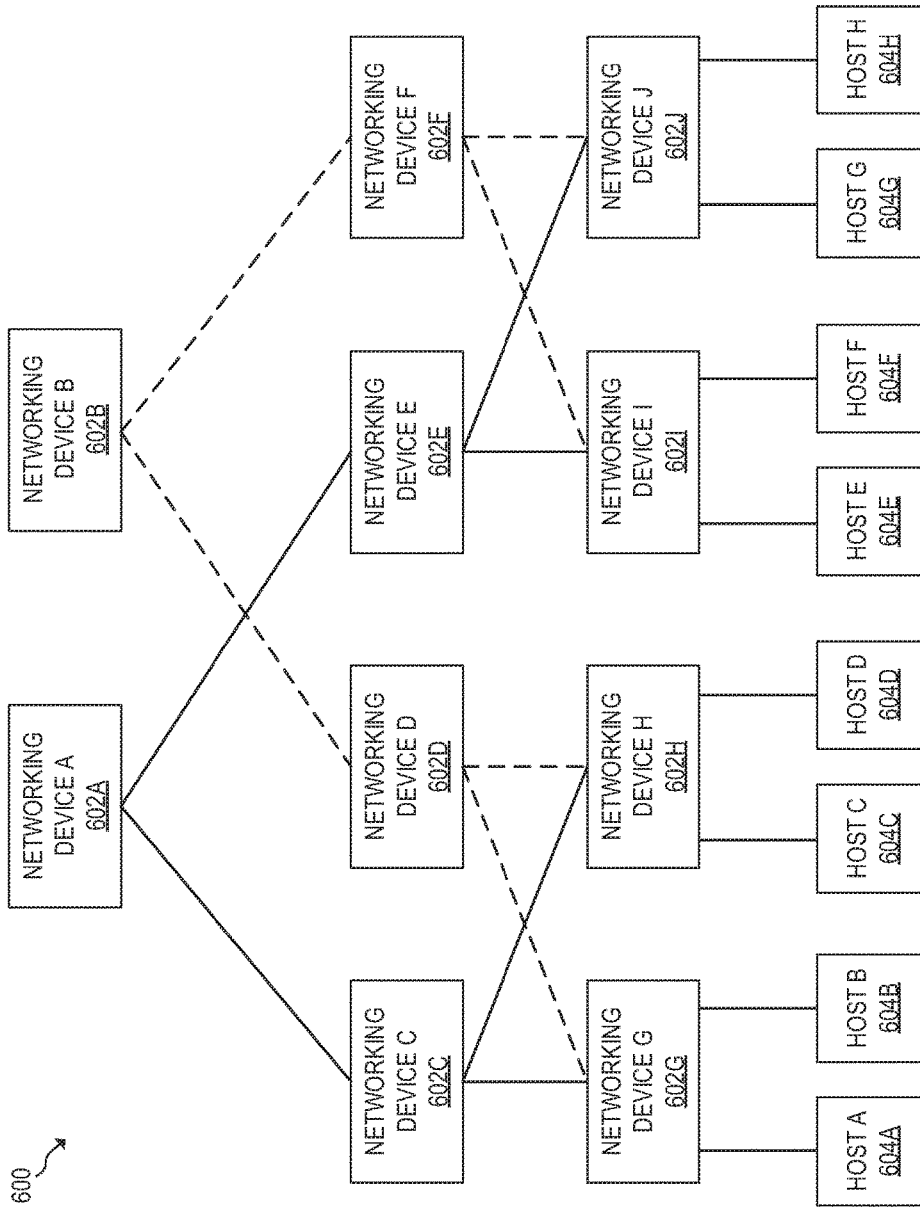 600
NETWORKING
DEVICE A
602A
NETWORKING
DEVICE B
602B
NETWORKING
DEVICE C
602C
NETWORKING
DEVICE D
602D
NETWORKING
DEVICE E
602E
NETWORKING
DEVICE F
602F
NETWORKING
DEVICE G
602G
NETWORKING
DEVICE H
602H
NETWORKING
DEVICE I
602I
NETWORKING
DEVICE J
602J
HOST A
604A
HOST B
604B
HOST C
604C
HOST D
604D
HOST E
604E
HOST F
604F
HOST G
604G
HOST H
604H